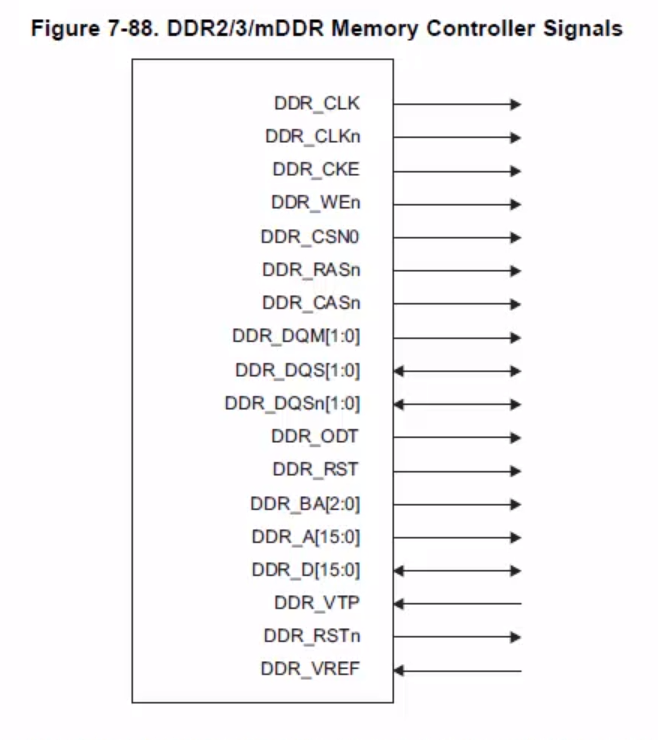 Figure 7-88. DDR2/3/mDDR Memory Controller Signals
DDR_CLK
DDR_CLKn
DDR_CKE
DDR_WEn
DDR_CSN0
DDR_RASn
DDR_CASn
DDR_DQM[1:0]
DDR_DQS[1:0]
DDR_DQSn[1:0]
DDR_ODT
DDR_RST
DDR_BA[2:0]
DDR_A[15:0]
DDR_D[15:0]
DDR_VTP
DDR_RSTn
DDR_VREF